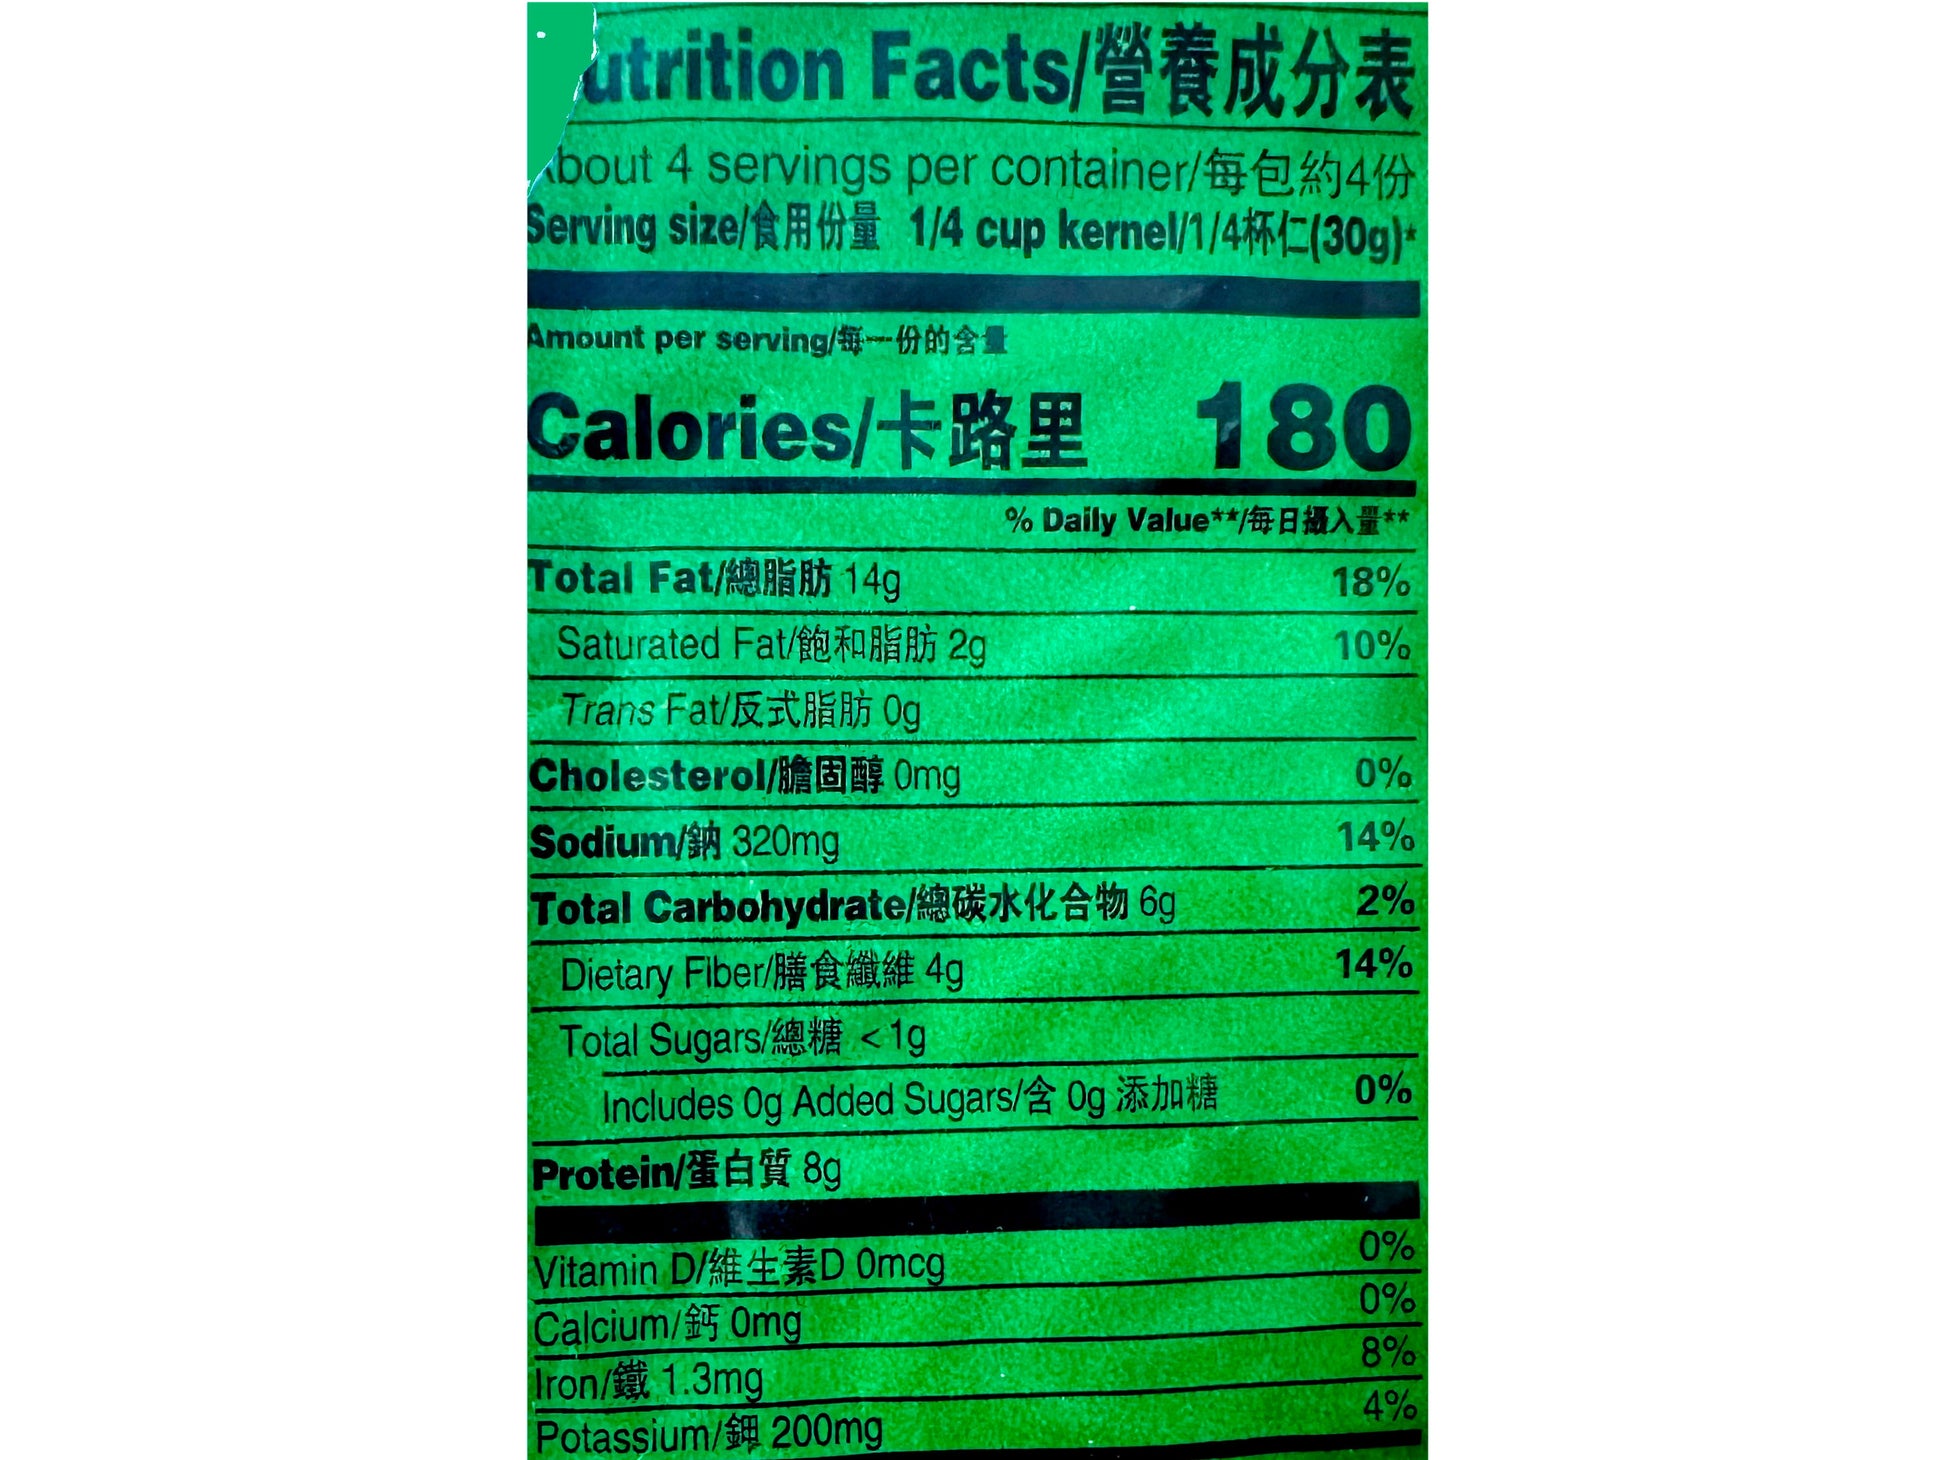 utrition Facts/營養成分表
bout 4 servings per container/每包約4份
Serving size/食用份量 1/4 cup kernel/1/4杯仁(30g)*
Amount per serving/每一份的含量
Calories/卡路里 180
% Daily Value**/每日攝入量**
Total Fat/總脂肪 14g 18%
Saturated Fat/飽和脂肪 2g 10%
Trans Fat/反式脂肪 0g
Cholesterol/膽固醇 0mg 0%
Sodium/鈉 320mg 14%
Total Carbohydrate/總碳水化合物 6g 2%
Dietary Fiber/膳食纖維 4g 14%
Total Sugars/總糖 <1g
Includes 0g Added Sugars/含 0g 添加糖 0%
Protein/蛋白質 8g
Vitamin D/維生素D 0mcg 0%
Calcium/鈣 0mg 0%
Iron/鐵 1.3mg 8%
Potassium/鉀 200mg 4%